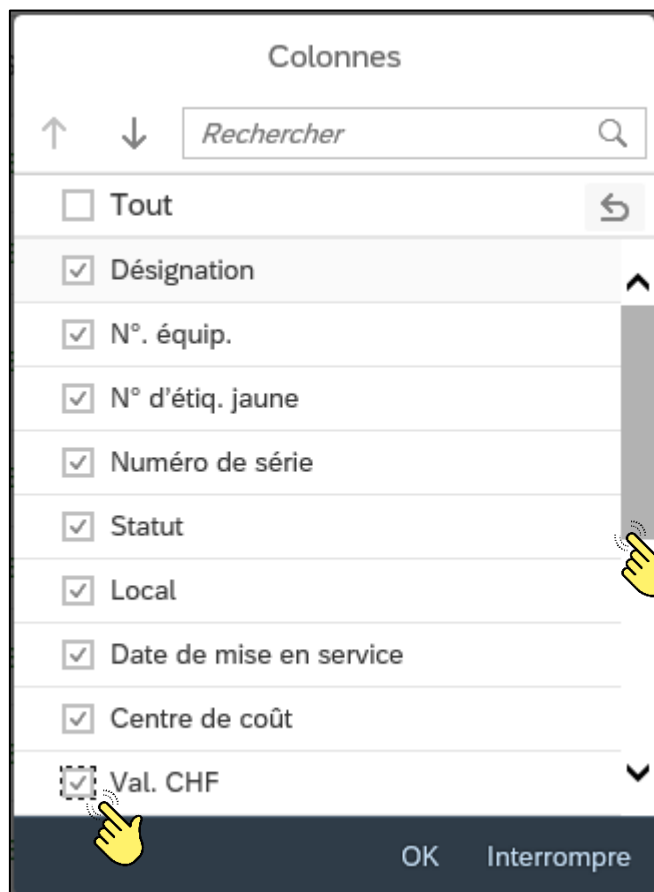 Colonnes
Rechercher
Tout
Désignation
N°. équip.
N° d'étiq. jaune
Numéro de série
Statut
Local
Date de mise en service
Centre de coût
Val. CHF
OK Interrompre